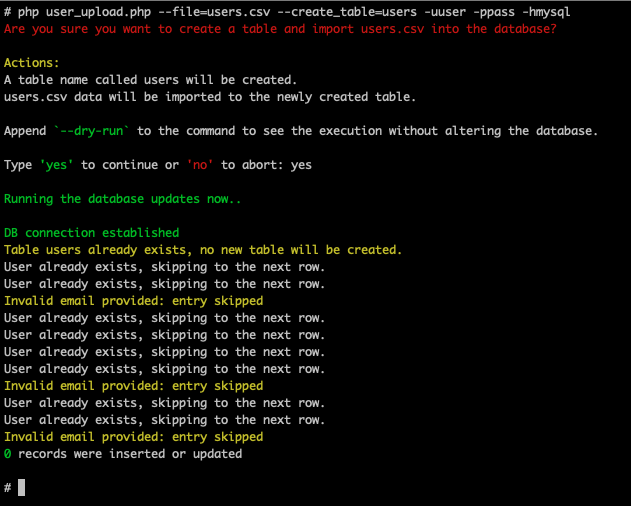 # php user_upload.php --file=users.csv --create_table=users -uuser -ppass -hmysql
Are you sure you want to create a table and import users.csv into the database?
Actions:
A table name called users will be created.
users.csv data will be imported to the newly created table.
Append `--dry-run` to the command to see the execution without altering the database.
Type 'yes' to continue or 'no' to abort: yes
Running the database updates now..
DB connection established
Table users already exists, no new table will be created.
User already exists, skipping to the next row.
User already exists, skipping to the next row.
Invalid email provided: entry skipped
User already exists, skipping to the next row.
User already exists, skipping to the next row.
User already exists, skipping to the next row.
User already exists, skipping to the next row.
Invalid email provided: entry skipped
User already exists, skipping to the next row.
User already exists, skipping to the next row.
Invalid email provided: entry skipped
0 records were inserted or updated
#